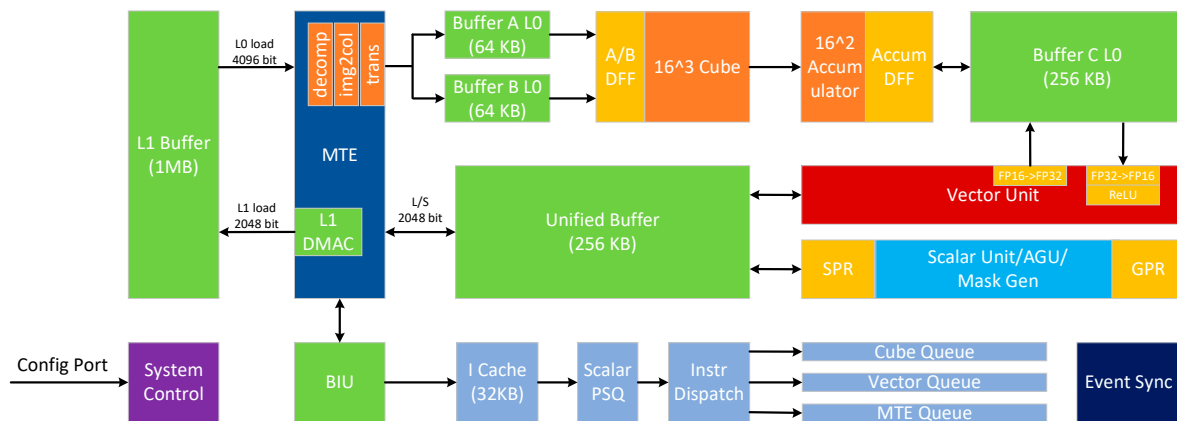 L0 load
4096 bit
decomp
img2col
trans
Buffer A L0
(64 KB)
Buffer B L0
(64 KB)
A/B
DFF
16^3 Cube
16^2
Accum
ulator
Accum
DFF
Buffer C L0
(256 KB)
L1 Buffer
(1MB)
MTE
L1 load
2048 bit
L1
DMAC
L/S
2048 bit
Unified Buffer
(256 KB)
FP16->FP32
FP32->FP16
ReLU
Vector Unit
SPR
Scalar Unit/AGU/
Mask Gen
GPR
Config Port
System
Control
BIU
I Cache
(32KB)
Scalar
PSQ
Instr
Dispatch
Cube Queue
Vector Queue
MTE Queue
Event Sync